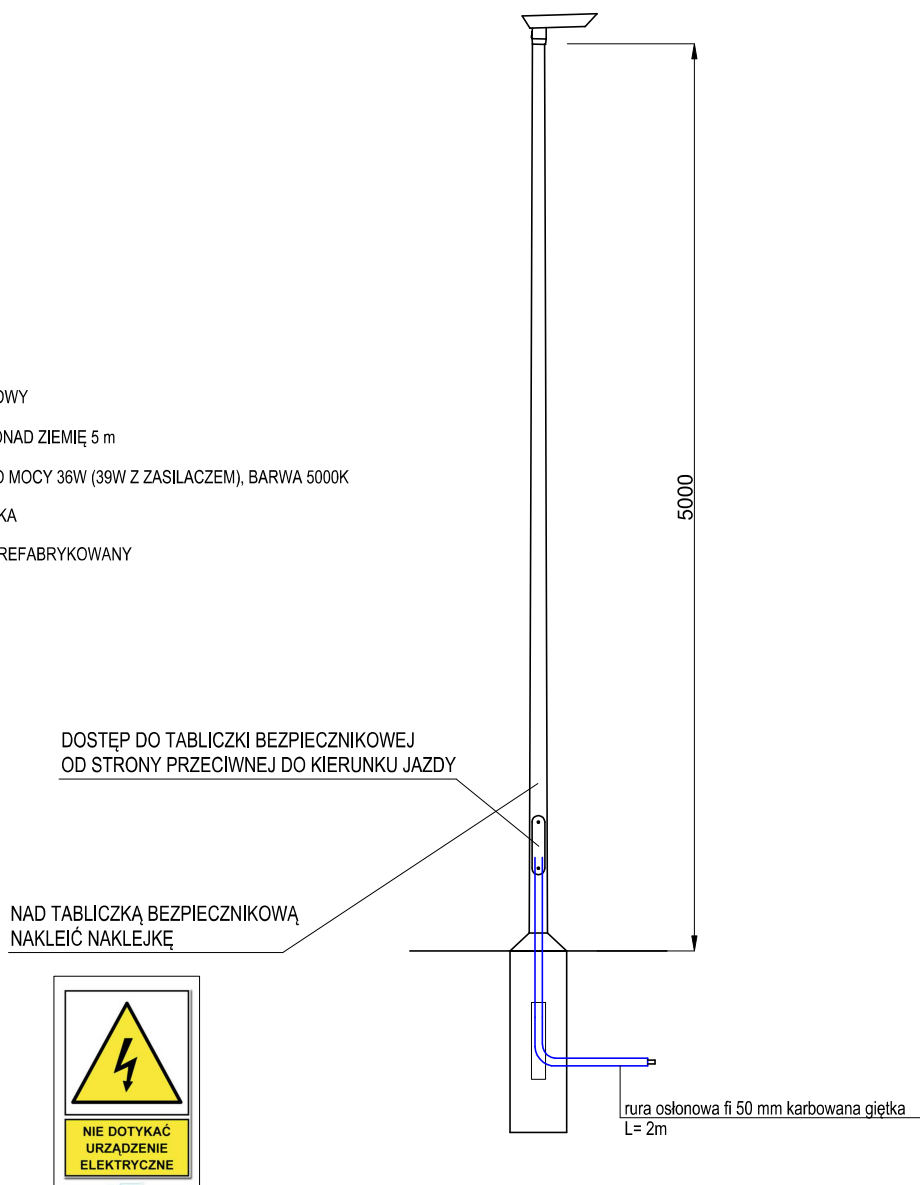 OWY
ONAD ZIEMIĘ 5 m
O MOCY 36W (39W Z ZASILACZEM), BARWA 5000K
KA
REFABRYKOWANY
5000
DOSTĘP DO TABLICZKI BEZPIECZNIKOWEJ
OD STRONY PRZECIWNEJ DO KIERUNKU JAZDY
NAD TABLICZKĄ BEZPIECZNIKOWĄ
NAKLEIĆ NAKLEJKĘ
NIE DOTYKAĆ
URZĄDZENIE
ELEKTRYCZNE
rura osłonowa fi 50 mm karbowana giętka
L= 2m